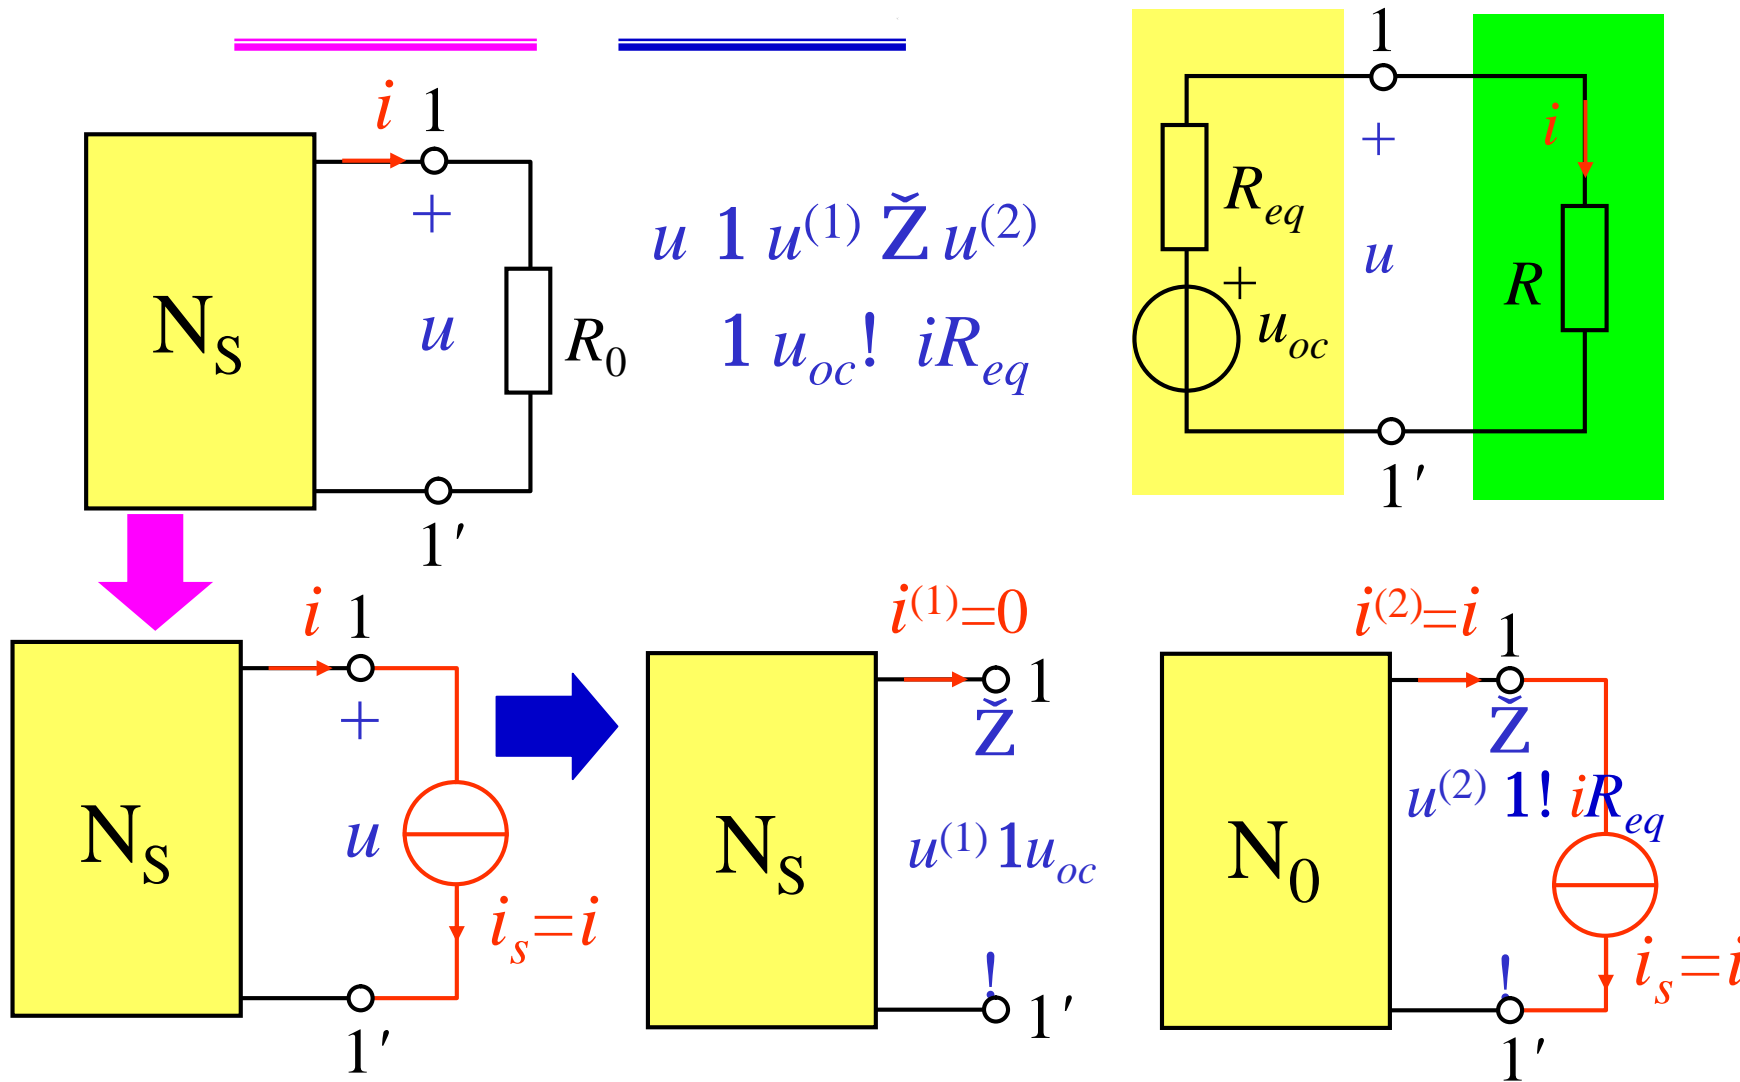 i 1
+
N_S
u
R_0
1′
u 1 u^(1) Ž u^(2)
1 u_oc! iR_eq
1
+
i
R_eq
u
+
u_oc
R
1′
i 1
+
N_S
u
i_s=i
1′
i^(1)=0
1
Ž
N_S
u^(1) 1u_oc
!
1′
i^(2)=i
1
Ž
u^(2) 1! iR_eq
N_0
!
i_s=i
1′